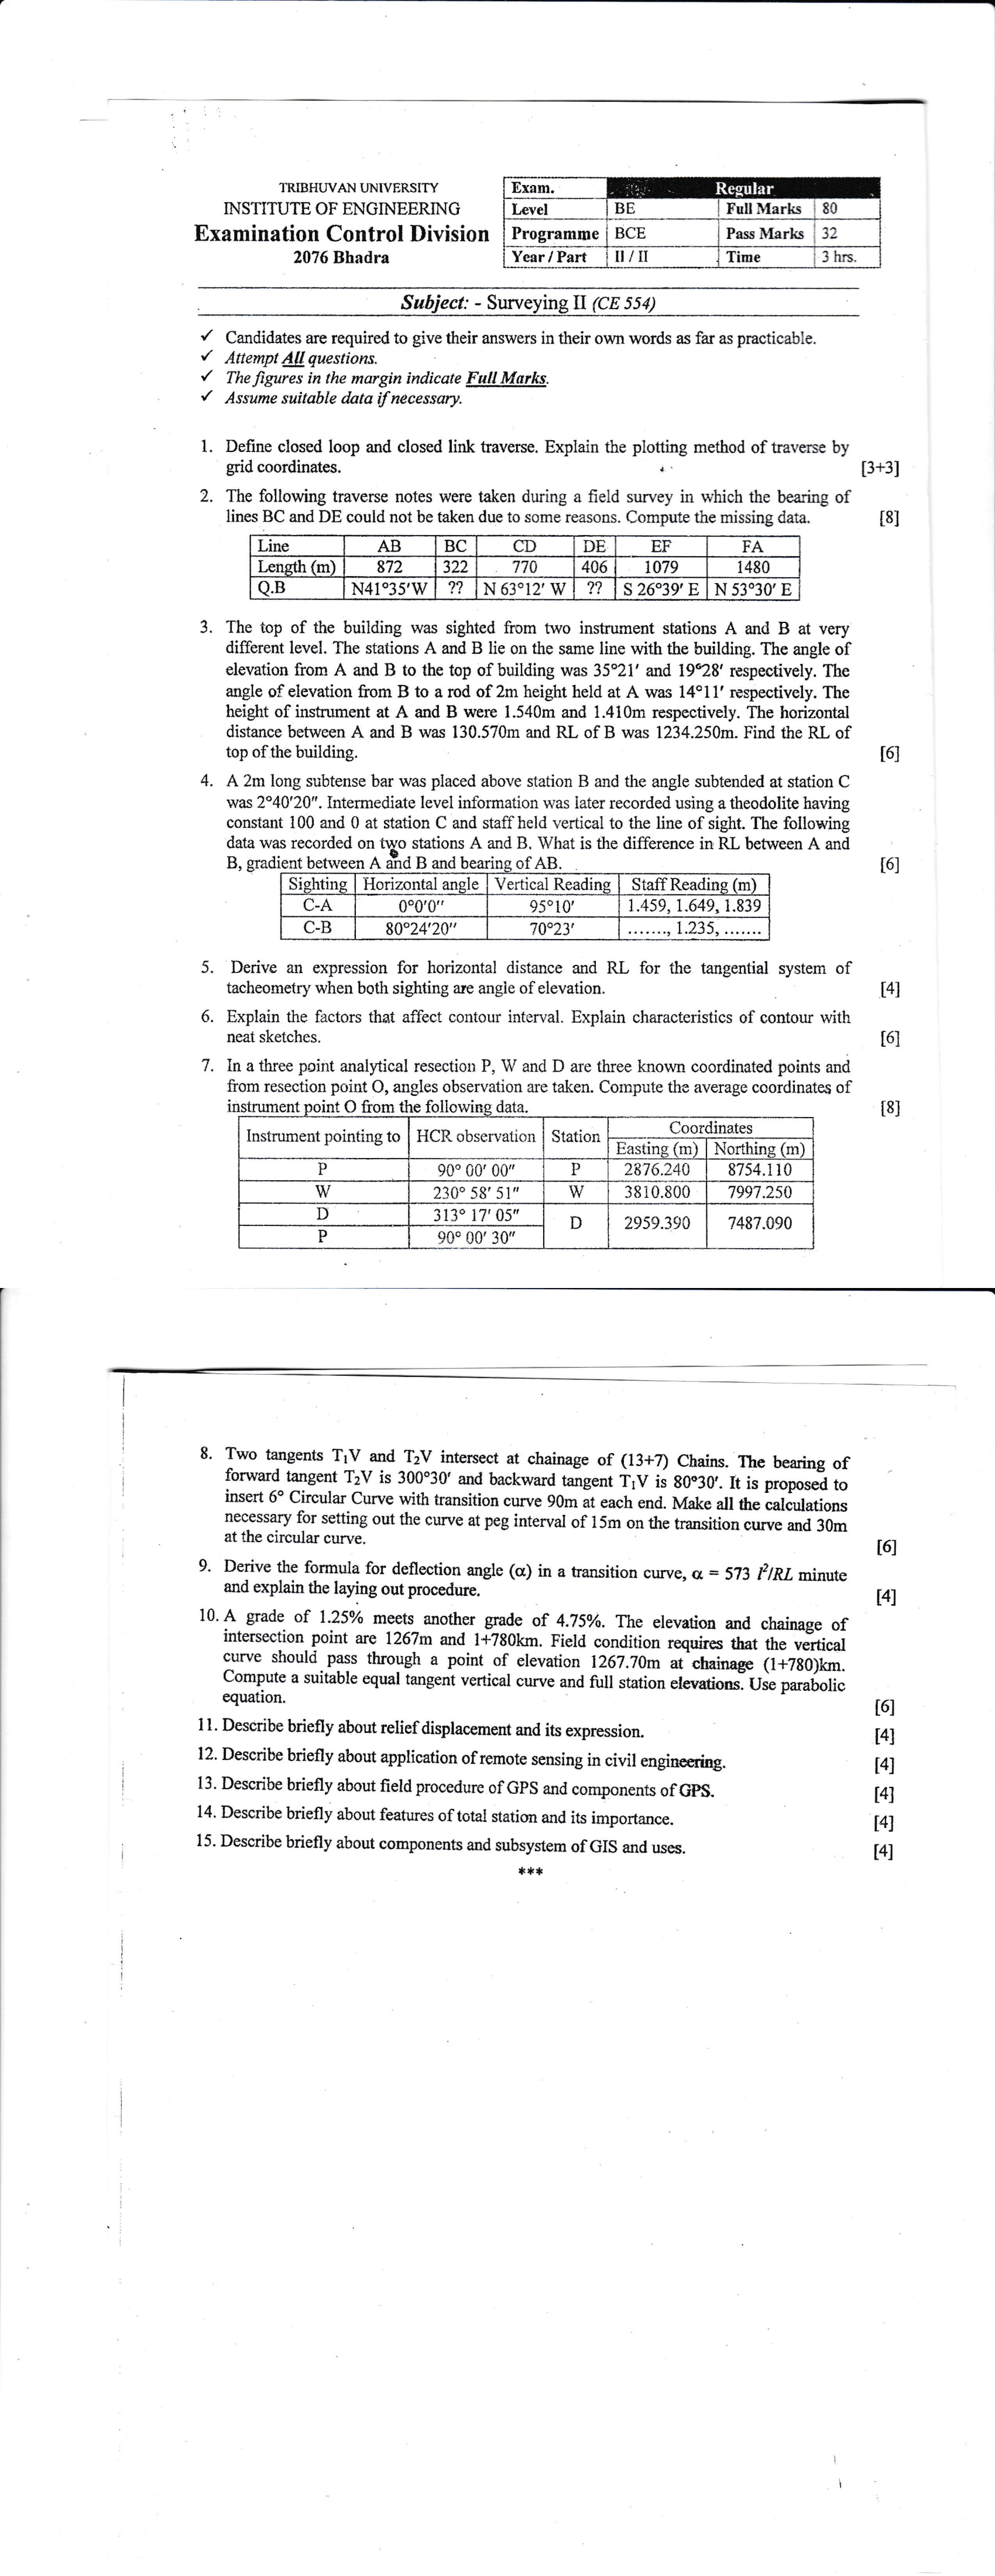 TRIBHUVAN UNIVERSITY
INSTITUTE OF ENGINEERING
Examination Control Division
2076 Bhadra
Exam. Regular
Level BE Full Marks 80
Programme BCE Pass Marks 32
Year / Part II / II Time 3 hrs.
Subject: - Surveying II (CE 554)
✓ Candidates are required to give their answers in their own words as far as practicable.
✓ Attempt All questions.
✓ The figures in the margin indicate Full Marks.
✓ Assume suitable data if necessary.
1. Define closed loop and closed link traverse. Explain the plotting method of traverse by
grid coordinates. [3+3]
2. The following traverse notes were taken during a field survey in which the bearing of
lines BC and DE could not be taken due to some reasons. Compute the missing data. [8]
Line AB BC CD DE EF FA
Length (m) 872 322 770 406 1079 1480
Q.B N41°35'W ?? N 63°12' W ?? S 26°39' E N 53°30' E
3. The top of the building was sighted from two instrument stations A and B at very
different level. The stations A and B lie on the same line with the building. The angle of
elevation from A and B to the top of building was 35°21' and 19°28' respectively. The
angle of elevation from B to a rod of 2m height held at A was 14°11' respectively. The
height of instrument at A and B were 1.540m and 1.410m respectively. The horizontal
distance between A and B was 130.570m and RL of B was 1234.250m. Find the RL of
top of the building. [6]
4. A 2m long subtense bar was placed above station B and the angle subtended at station C
was 2°40'20". Intermediate level information was later recorded using a theodolite having
constant 100 and 0 at station C and staff held vertical to the line of sight. The following
data was recorded on two stations A and B. What is the difference in RL between A and
B, gradient between A and B and bearing of AB. [6]
Sighting Horizontal angle Vertical Reading Staff Reading (m)
C-A 0°0'0" 95°10' 1.459, 1.649, 1.839
C-B 80°24'20" 70°23' ......., 1.235, .......
5. Derive an expression for horizontal distance and RL for the tangential system of
tacheometry when both sighting are angle of elevation. [4]
6. Explain the factors that affect contour interval. Explain characteristics of contour with
neat sketches. [6]
7. In a three point analytical resection P, W and D are three known coordinated points and
from resection point O, angles observation are taken. Compute the average coordinates of
instrument point O from the following data. [8]
Instrument pointing to HCR observation Station Coordinates
Easting (m) Northing (m)
P 90° 00' 00" P 2876.240 8754.110
W 230° 58' 51" W 3810.800 7997.250
D 313° 17' 05" D 2959.390 7487.090
P 90° 00' 30"
8. Two tangents T₁V and T₂V intersect at chainage of (13+7) Chains. The bearing of
forward tangent T₂V is 300°30' and backward tangent T₁V is 80°30'. It is proposed to
insert 6° Circular Curve with transition curve 90m at each end. Make all the calculations
necessary for setting out the curve at peg interval of 15m on the transition curve and 30m
at the circular curve. [6]
9. Derive the formula for deflection angle (α) in a transition curve, α = 573 l²/RL minute
and explain the laying out procedure. [4]
10. A grade of 1.25% meets another grade of 4.75%. The elevation and chainage of
intersection point are 1267m and 1+780km. Field condition requires that the vertical
curve should pass through a point of elevation 1267.70m at chainage (1+780)km.
Compute a suitable equal tangent vertical curve and full station elevations. Use parabolic
equation. [6]
11. Describe briefly about relief displacement and its expression. [4]
12. Describe briefly about application of remote sensing in civil engineering. [4]
13. Describe briefly about field procedure of GPS and components of GPS. [4]
14. Describe briefly about features of total station and its importance. [4]
15. Describe briefly about components and subsystem of GIS and uses. [4]
***